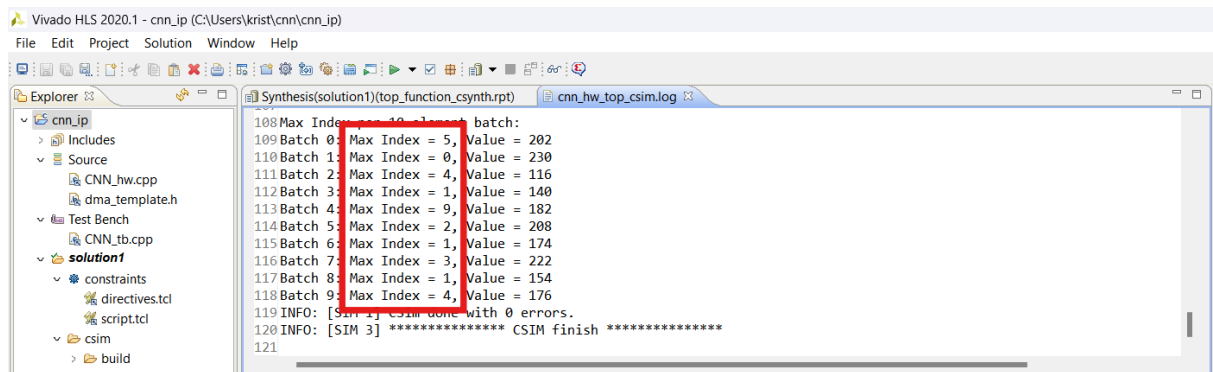 Vivado HLS 2020.1 - cnn_ip (C:\Users\krist\cnn\cnn_ip)
File Edit Project Solution Window Help
Explorer
Synthesis(solution1)(top_function_csynth.rpt)
cnn_hw_top_csim.log
cnn_ip
Includes
Source
CNN_hw.cpp
dma_template.h
Test Bench
CNN_tb.cpp
solution1
constraints
directives.tcl
script.tcl
csim
build
108 Max Index per 10 element batch:
109 Batch 0: Max Index = 5, Value = 202
110 Batch 1: Max Index = 0, Value = 230
111 Batch 2: Max Index = 4, Value = 116
112 Batch 3: Max Index = 1, Value = 140
113 Batch 4: Max Index = 9, Value = 182
114 Batch 5: Max Index = 2, Value = 208
115 Batch 6: Max Index = 1, Value = 174
116 Batch 7: Max Index = 3, Value = 222
117 Batch 8: Max Index = 1, Value = 154
118 Batch 9: Max Index = 4, Value = 176
119 INFO: [SIM 1] CSim done with 0 errors.
120 INFO: [SIM 3] *************** CSIM finish ***************
121